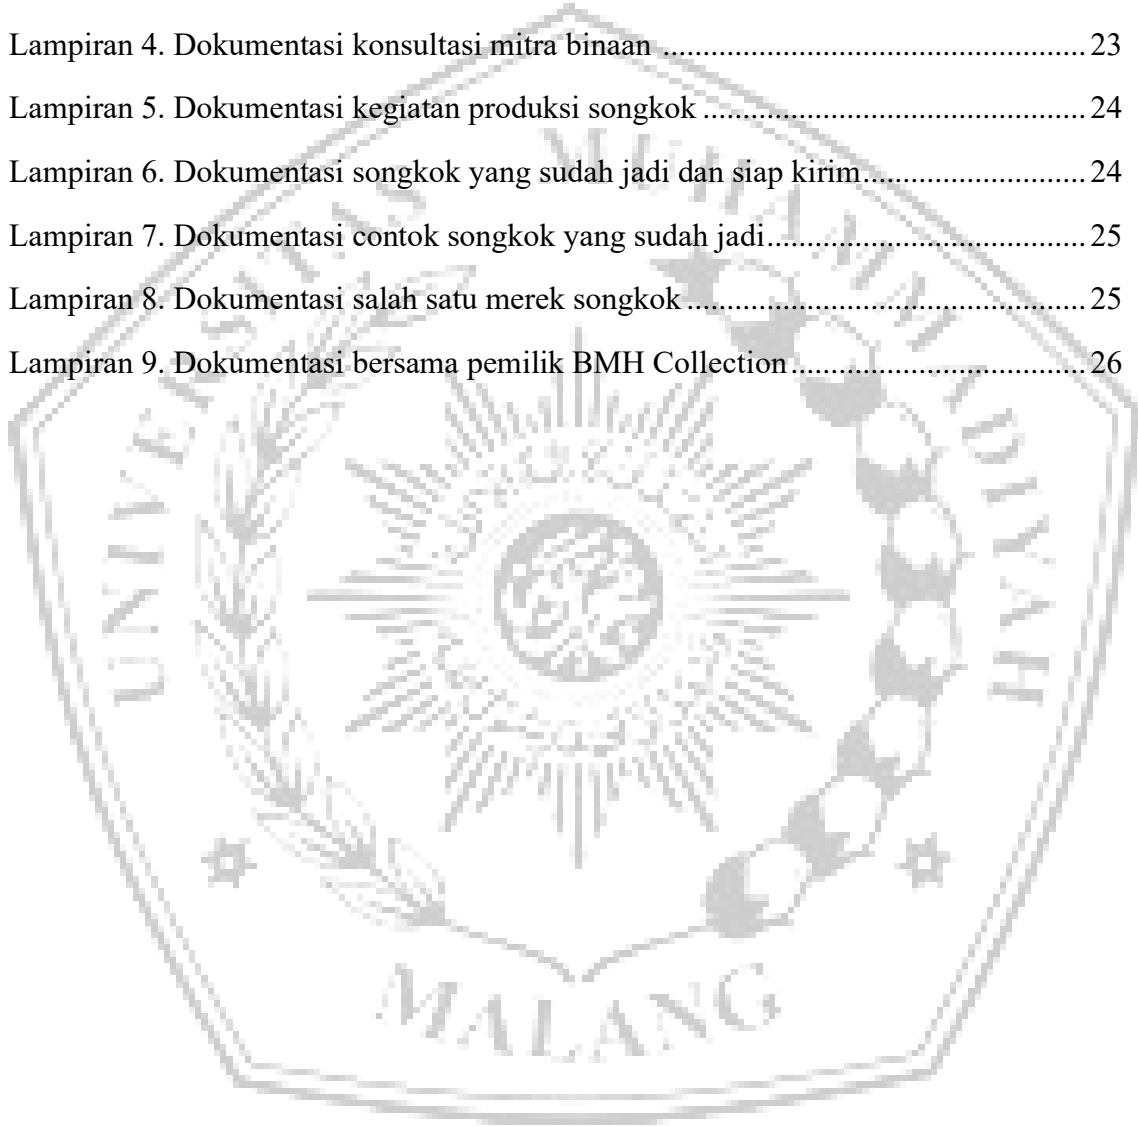 Lampiran 4. Dokumentasi konsultasi mitra binaan ..................................................... 23
Lampiran 5. Dokumentasi kegiatan produksi songkok ................................................ 24
Lampiran 6. Dokumentasi songkok yang sudah jadi dan siap kirim............................ 24
Lampiran 7. Dokumentasi contok songkok yang sudah jadi........................................ 25
Lampiran 8. Dokumentasi salah satu merek songkok .................................................. 25
Lampiran 9. Dokumentasi bersama pemilik BMH Collection..................................... 26
UNIVERSITAS MUHAMMADIYAH
MALANG